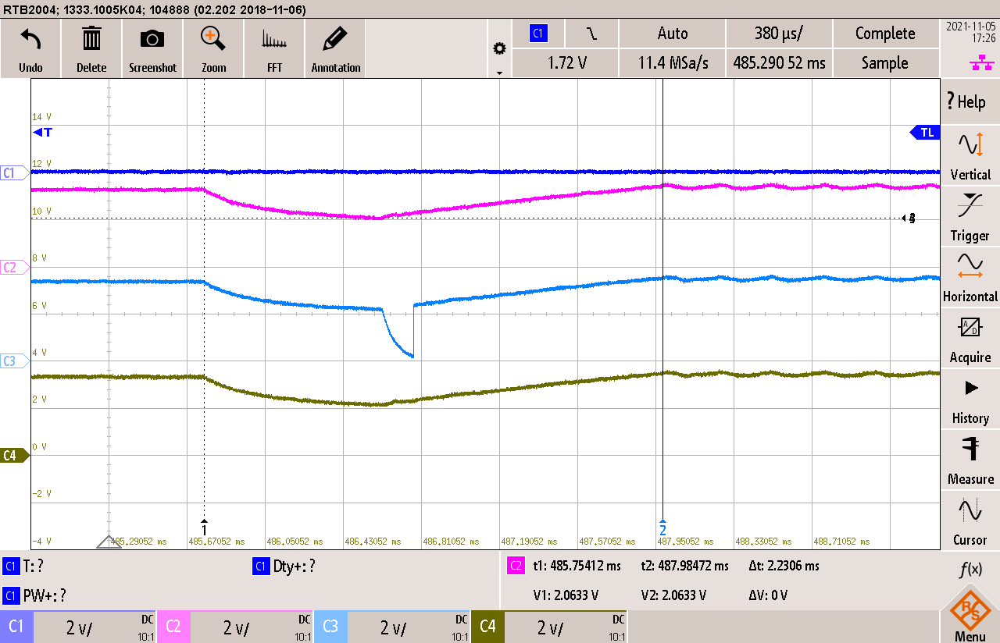 RTB2004; 1333.1005K04; 104888 (02.202 2018-11-06)
Undo
Delete
Screenshot
Zoom
FFT
Annotation
C1
Auto
380 µs/
Complete
1.72 V
11.4 MSa/s
485.290 52 ms
Sample
2021-11-05
17:26
? Help
Vertical
Trigger
Horizontal
A/D
Acquire
History
Measure
Cursor
f(x)
R/S
Menu
14 V
T
TL
12 V
C1
10 V
8 V
C2
6 V
4 V
C3
2 V
0 V
C4
-2 V
-4 V
1
2
485.29052 ms
485.67052 ms
486.05052 ms
486.43052 ms
486.81052 ms
487.19052 ms
487.57052 ms
487.95052 ms
488.33052 ms
488.71052 ms
C1 T: ?
C1 Dty+: ?
C1 PW+: ?
C2 t1: 485.75412 ms t2: 487.98472 ms Δt: 2.2306 ms
V1: 2.0633 V V2: 2.0633 V ΔV: 0 V
C1 2 V/ DC 10:1
C2 2 V/ DC 10:1
C3 2 V/ DC 10:1
C4 2 V/ DC 10:1